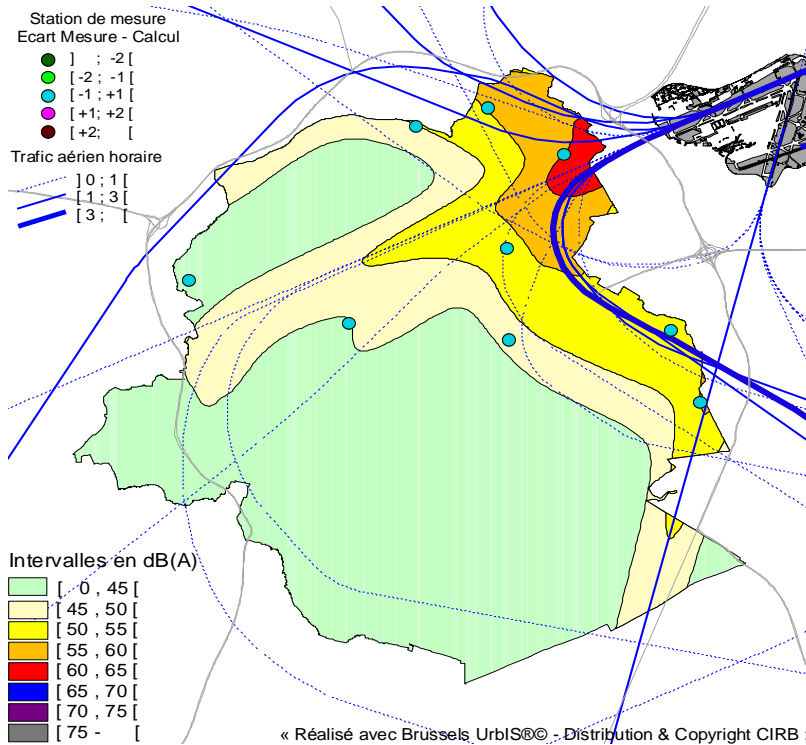 Station de mesure
Ecart Mesure - Calcul
] ; -2 [
[ -2 ; -1 [
[ -1 ; +1 [
[ +1; +2 [
[ +2; [
Trafic aérien horaire
] 0 ; 1 [
[ 1 ; 3 [
[ 3 ; [
Intervalles en dB(A)
[ 0 , 45 [
[ 45 , 50 [
[ 50 , 55 [
[ 55 , 60 [
[ 60 , 65 [
[ 65 , 70 [
[ 70 , 75 [
[ 75 - [
« Réalisé avec Brussels UrbIS®© - Distribution & Copyright CIRB